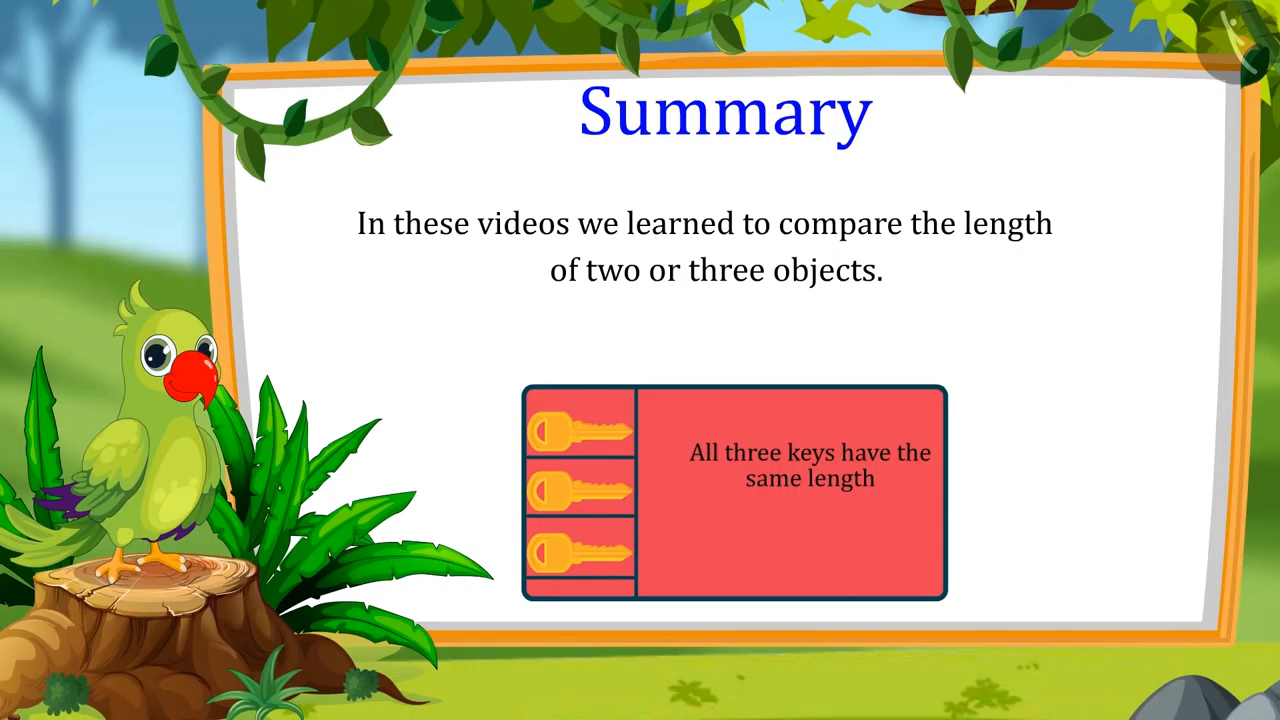 Summary
In these videos we learned to compare the length
of two or three objects.
All three keys have the
same length